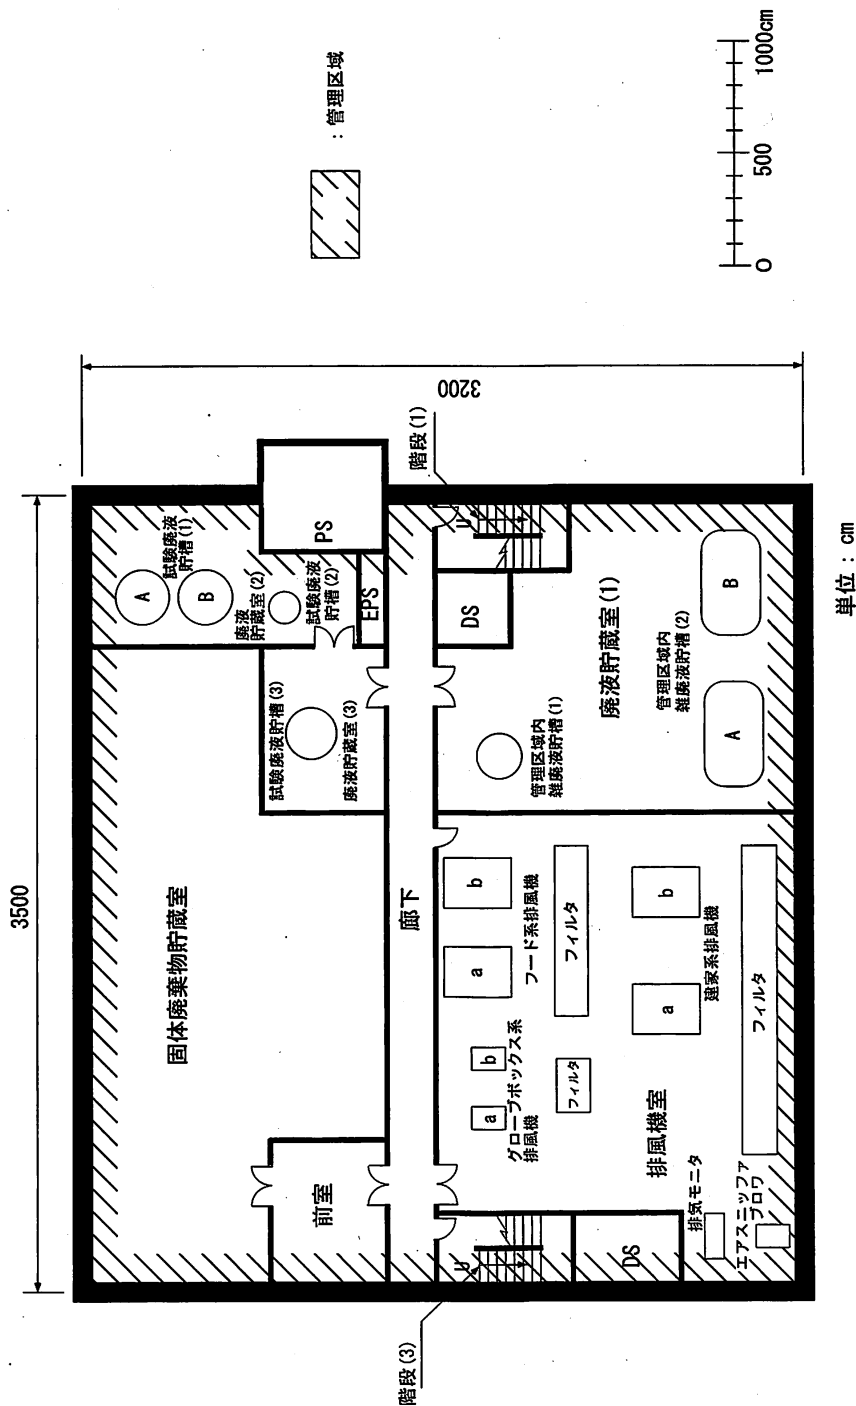 3500
階段(3)
階段(1)
3200
固体廃棄物貯蔵室
前室
試験廃液
貯槽(1)
A
B
廃液
貯蔵室(2)
試験廃液
貯槽(2)
PS
EPS
試験廃液貯槽(3)
廃液貯蔵室(3)
廊下
U
DS
排風機室
a
b
グローブボックス系
排風機
フィルタ
a
b
フード系排風機
フィルタ
a
b
建家系排風機
フィルタ
排気モニタ
エアスニッファ
ブロワ
U
DS
廃液貯蔵室(1)
管理区域内
雑廃液貯槽(1)
管理区域内
雑廃液貯槽(2)
A
B
：管理区域
0 500 1000cm
単位：cm